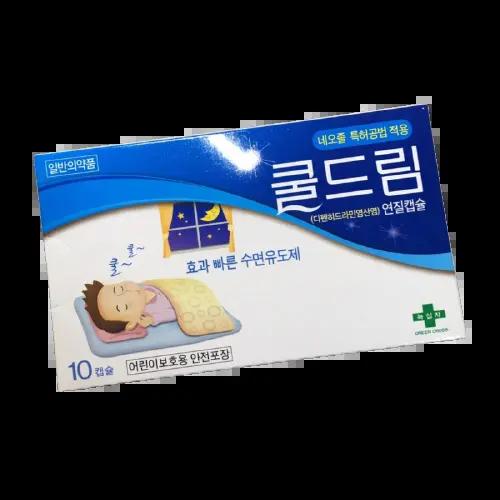 네오졸 특허공법 적용
일반의약품
쿨드림
(디펜히드라민염산염) 연질캡슐
쿨~
쿨~
효과 빠른 수면유도제
녹십자
GREEN CROSS
10 캡슐
어린이보호용 안전포장